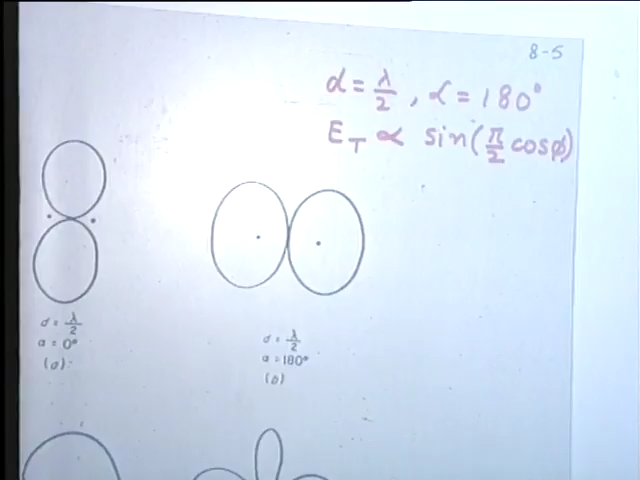 8-5
d = λ/2 , α = 180°
E_T ∝ sin(π/2 cosφ)
d = λ/2
α = 0°
(a)
d = λ/2
α = 180°
(b)